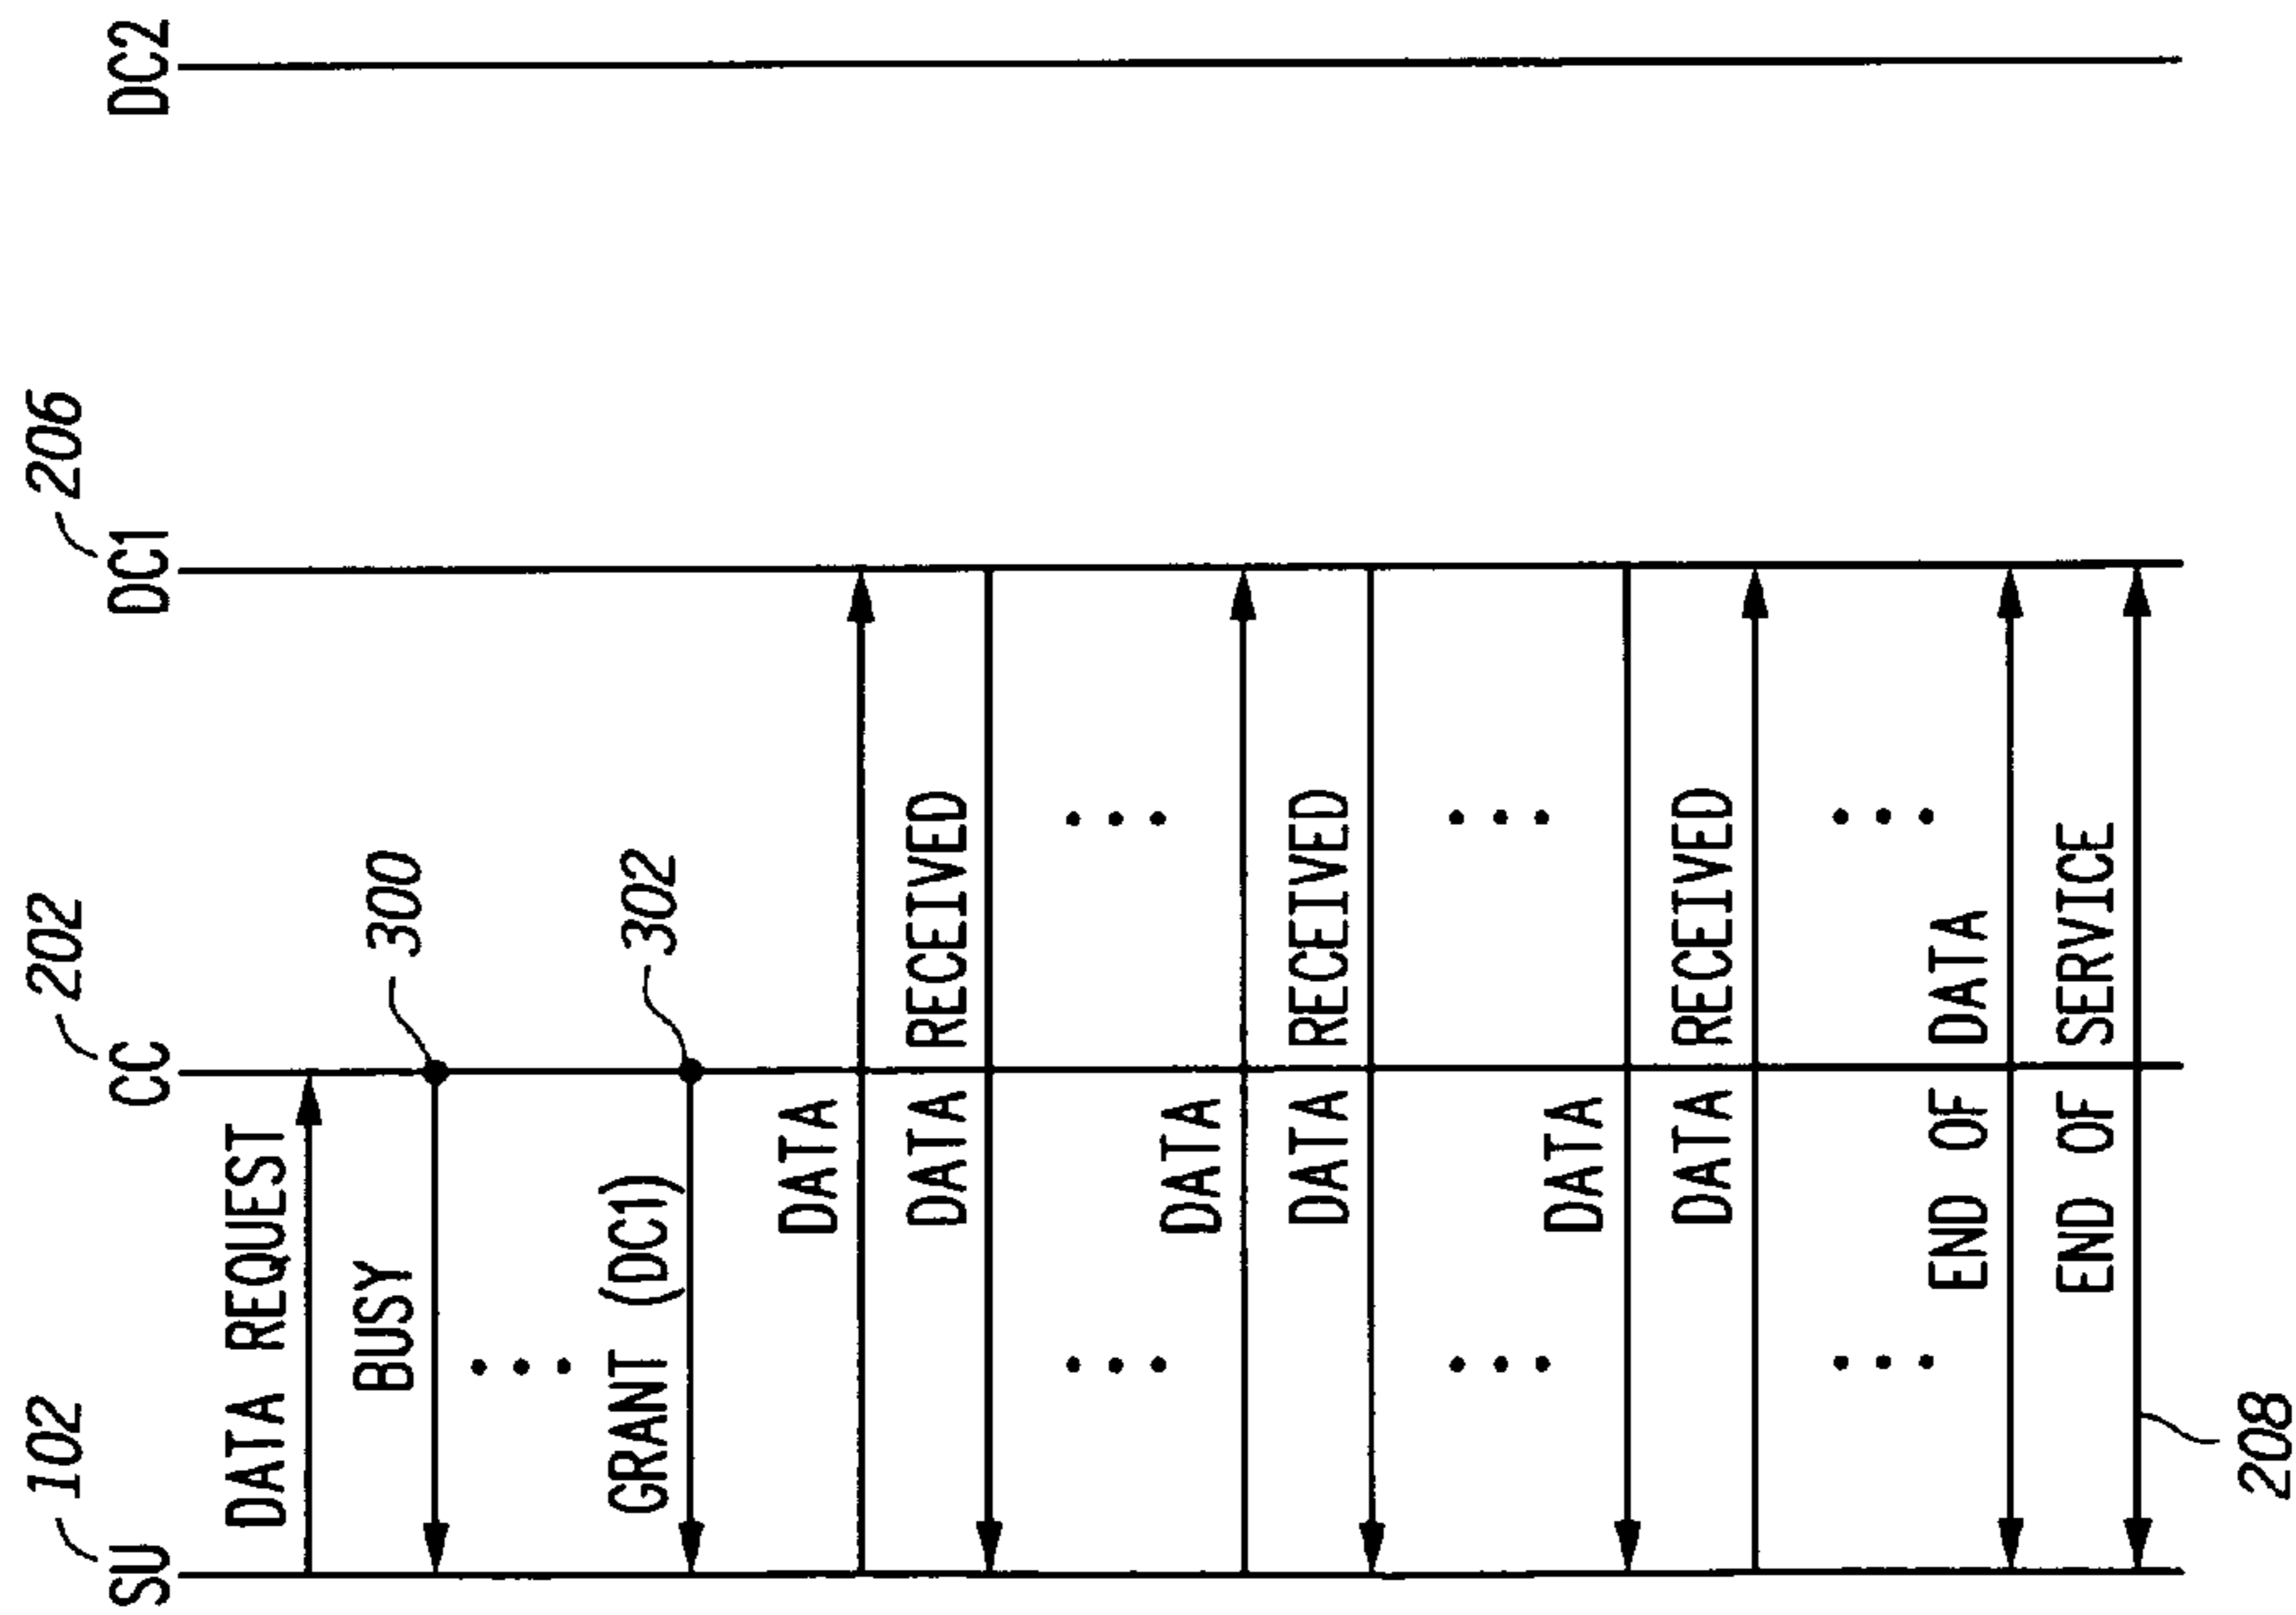 SU 102
CC 202
DC1 206
DC2
DATA REQUEST
BUSY
300
GRANT (DC1)
302
DATA
DATA RECEIVED
DATA
DATA RECEIVED
DATA
DATA RECEIVED
END OF DATA
END OF SERVICE
208